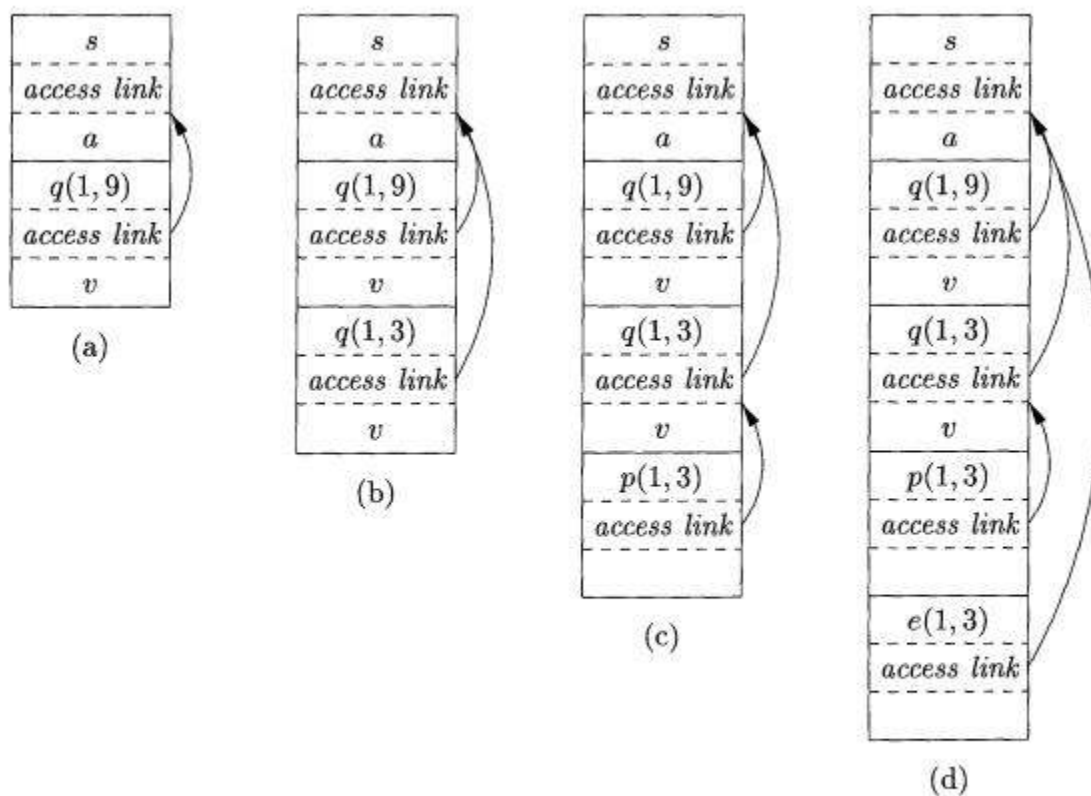 s
access link
a
q(1,9)
access link
v
(a)
s
access link
a
q(1,9)
access link
v
q(1,3)
access link
v
(b)
s
access link
a
q(1,9)
access link
v
q(1,3)
access link
v
p(1,3)
access link
(c)
s
access link
a
q(1,9)
access link
v
q(1,3)
access link
v
p(1,3)
access link
e(1,3)
access link
(d)